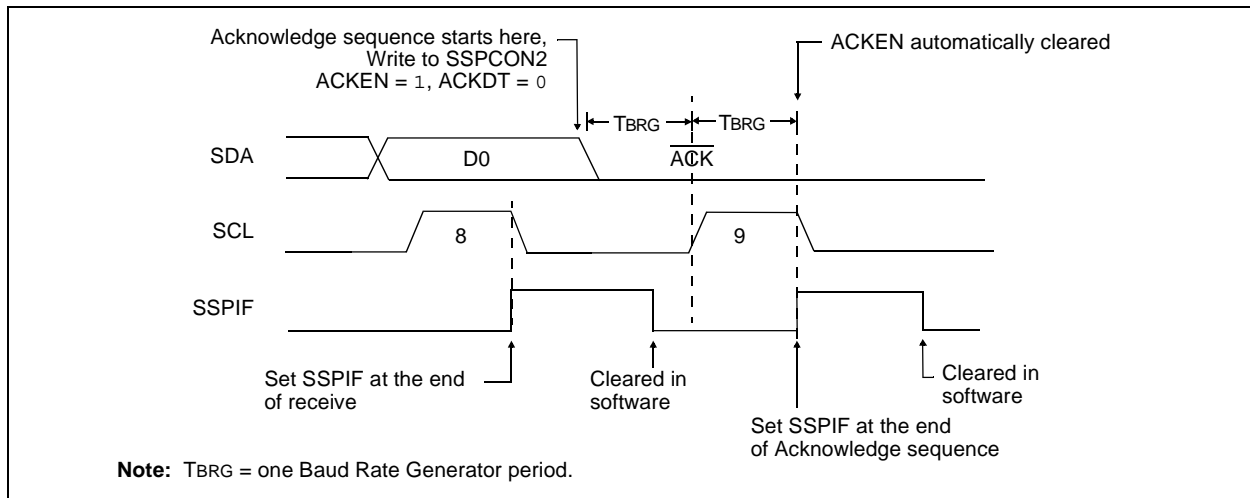 Acknowledge sequence starts here,
Write to SSPCON2
ACKEN = 1, ACKDT = 0
ACKEN automatically cleared
TBRG
TBRG
SDA
D0
ACK
SCL
8
9
SSPIF
Set SSPIF at the end
of receive
Cleared in
software
Cleared in
software
Set SSPIF at the end
of Acknowledge sequence
Note: TBRG = one Baud Rate Generator period.